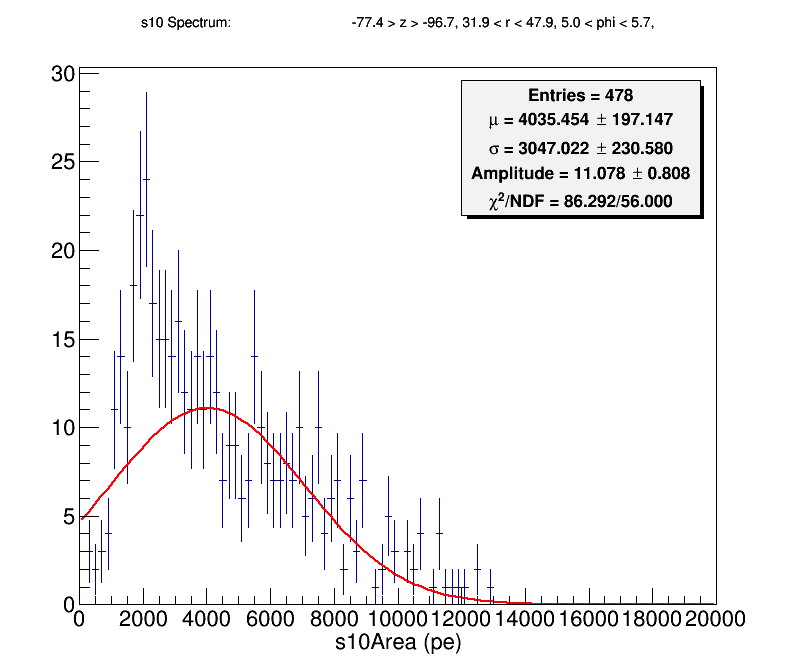 s10 Spectrum: -77.4 > z > -96.7, 31.9 < r < 47.9, 5.0 < phi < 5.7,
Entries = 478
μ = 4035.454 ± 197.147
σ = 3047.022 ± 230.580
Amplitude = 11.078 ± 0.808
χ²/NDF = 86.292/56.000
30
25
20
15
10
5
0
0 2000 4000 6000 8000 10000 12000 14000 16000 18000 20000
s10Area (pe)